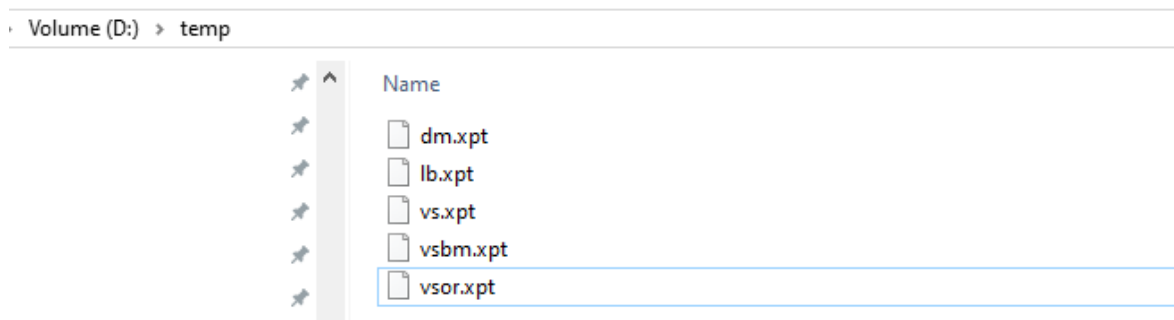 › Volume (D:) › temp
Name
dm.xpt
lb.xpt
vs.xpt
vsbm.xpt
vsor.xpt